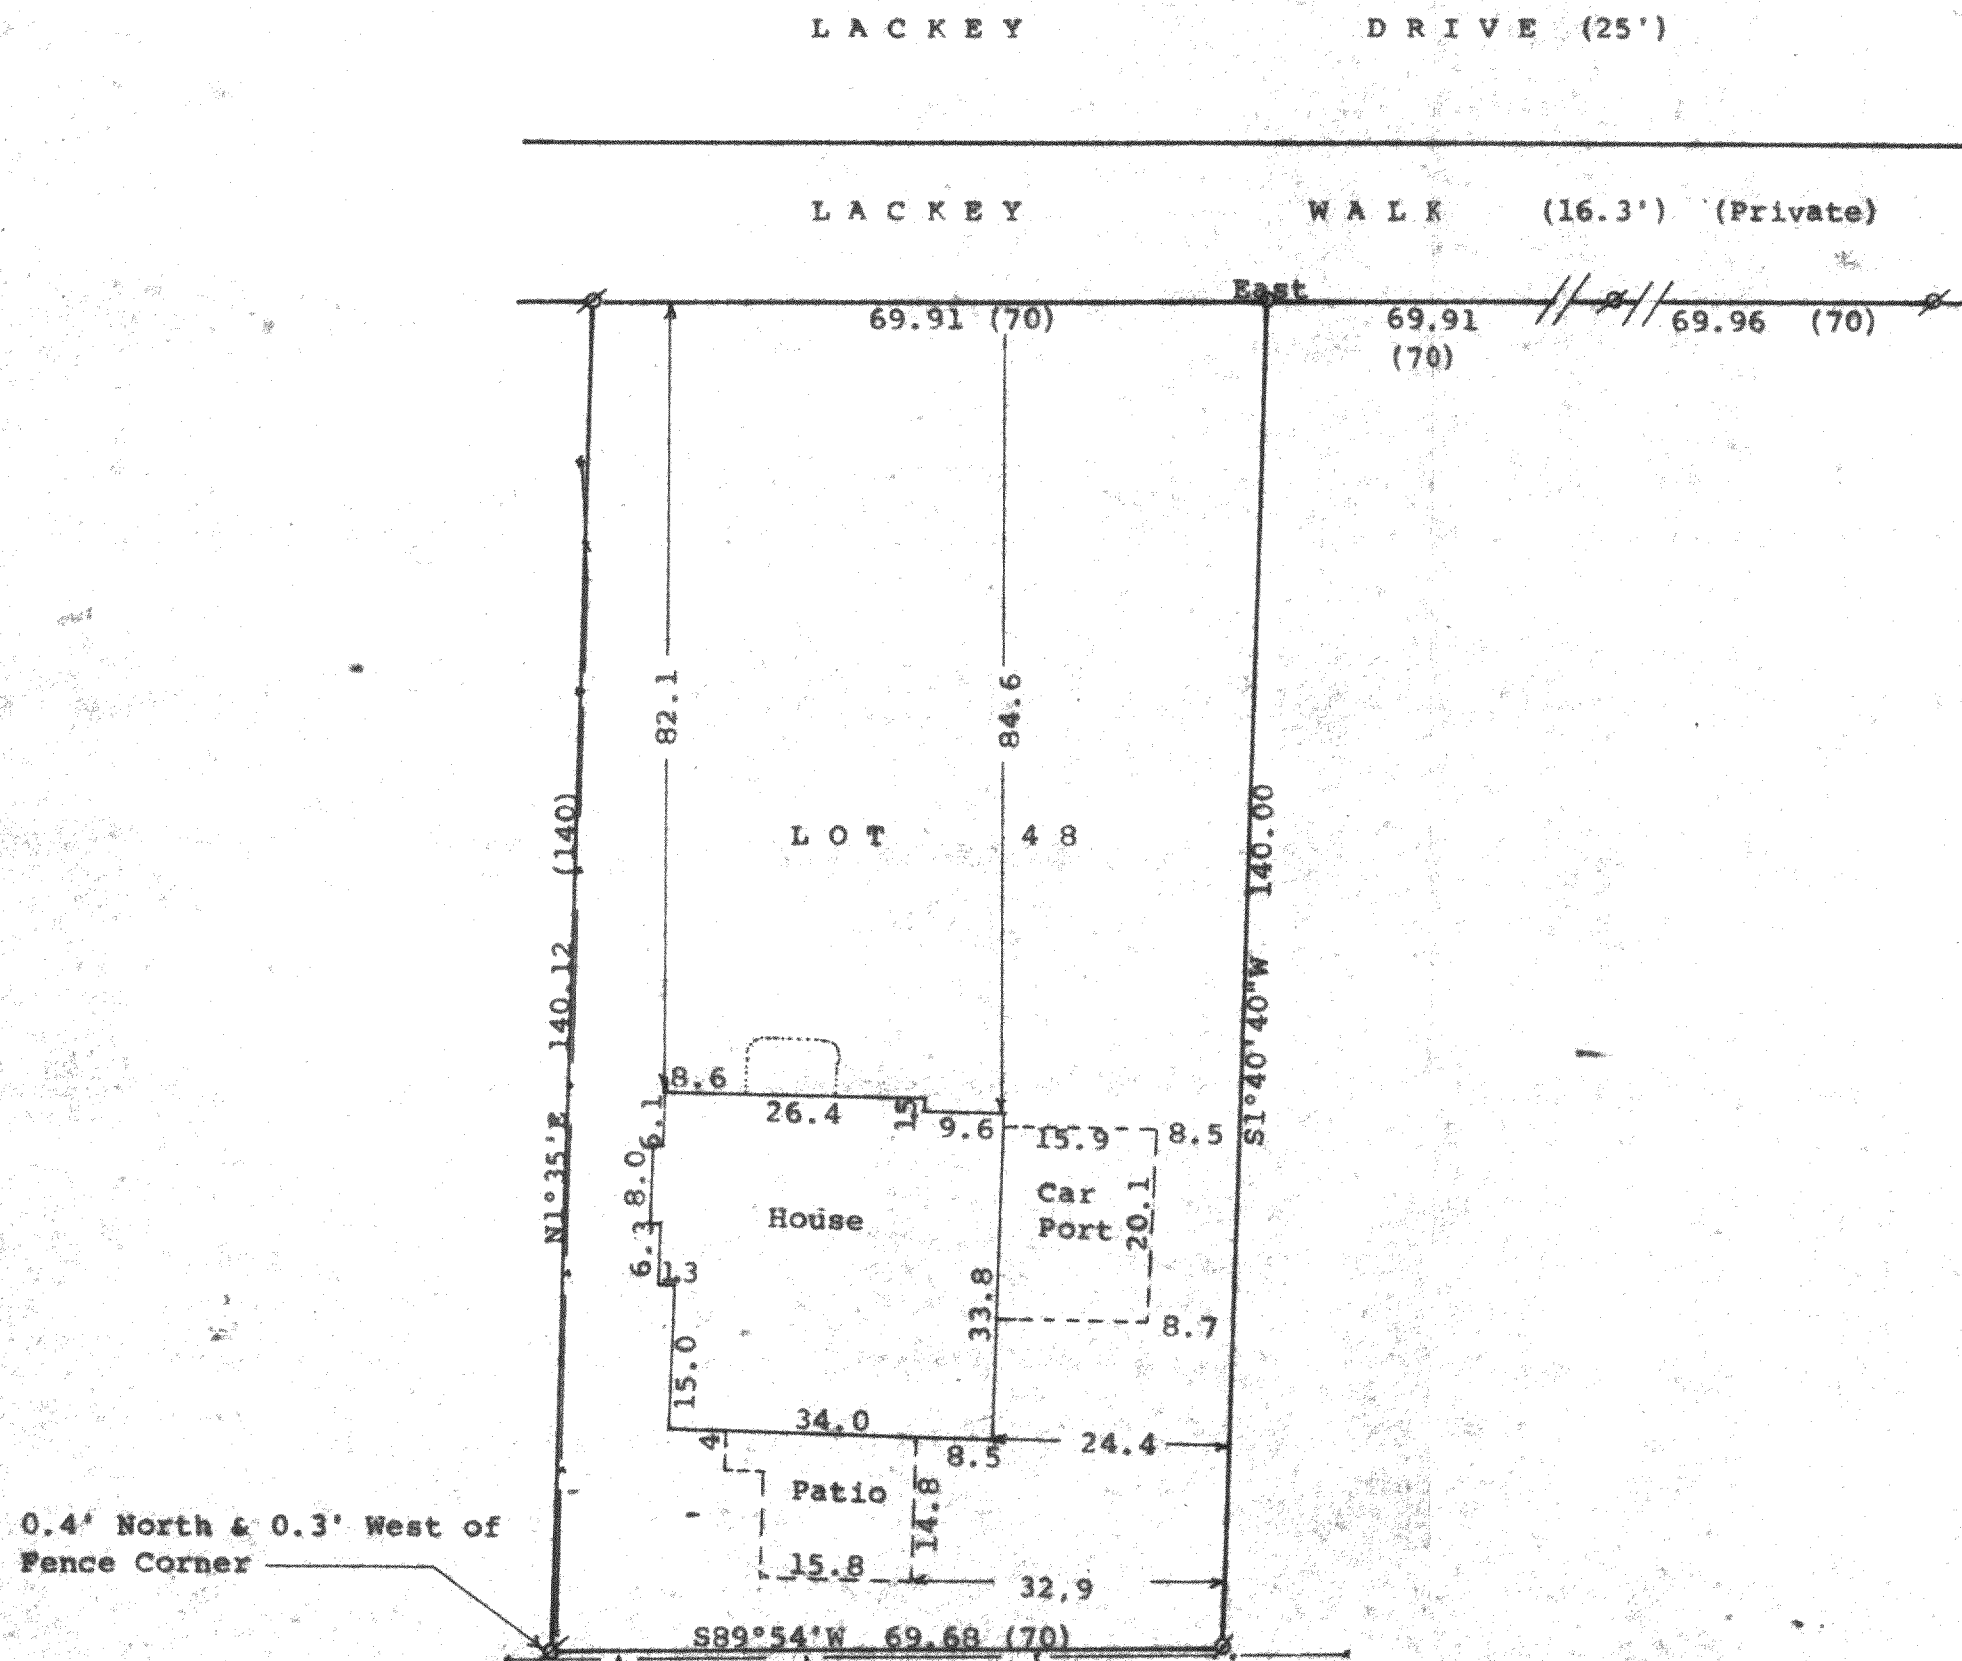 LACKEY DRIVE (25')
LACKEY WALK (16.3') (Private)
East
69.91 (70)
69.91
(70)
69.96 (70)
82.1
84.6
LOT 48
N1°35'E 140.12 (140)
S1°40'40"W 140.00
8.6
26.4
15
9.6
6.1
8.0
6.3
1.3
15.0
House
33.8
34.0
15.9
8.5
Car
Port
20.1
8.7
24.4
4
8.5
Patio
14.8
15.8
32,9
0.4' North & 0.3' West of
Fence Corner
S89°54'W 69.68 (70)